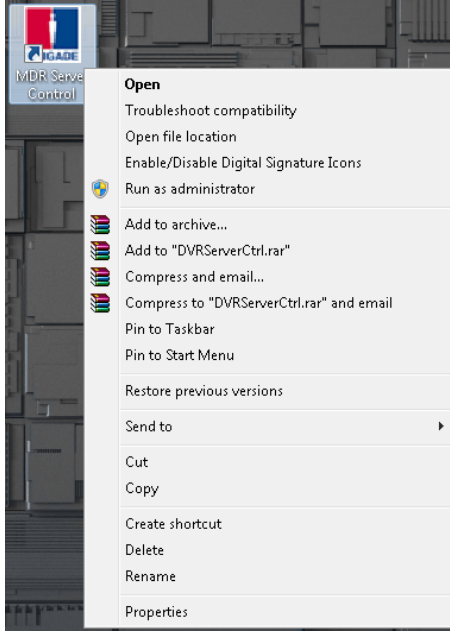 IGADE
MDR Serve
Control
Open
Troubleshoot compatibility
Open file location
Enable/Disable Digital Signature Icons
Run as administrator
Add to archive...
Add to "DVRServerCtrl.rar"
Compress and email...
Compress to "DVRServerCtrl.rar" and email
Pin to Taskbar
Pin to Start Menu
Restore previous versions
Send to
Cut
Copy
Create shortcut
Delete
Rename
Properties